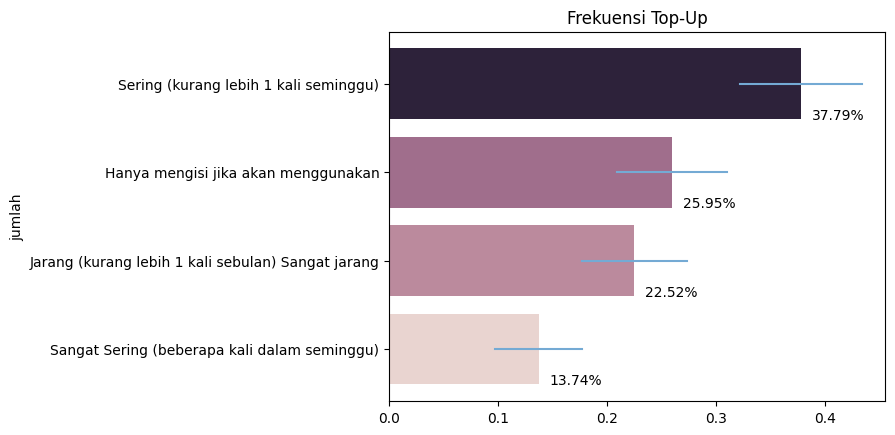 Frekuensi Top-Up
Sering (kurang lebih 1 kali seminggu)
37.79%
Hanya mengisi jika akan menggunakan
25.95%
jumlah
Jarang (kurang lebih 1 kali sebulan) Sangat jarang
22.52%
Sangat Sering (beberapa kali dalam seminggu)
13.74%
0.0 0.1 0.2 0.3 0.4